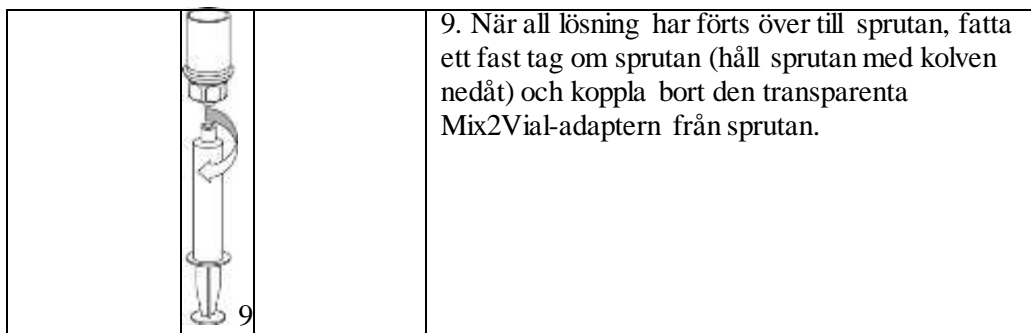 9
9. När all lösning har förts över till sprutan, fatta
ett fast tag om sprutan (håll sprutan med kolven
nedåt) och koppla bort den transparenta
Mix2Vial-adaptern från sprutan.